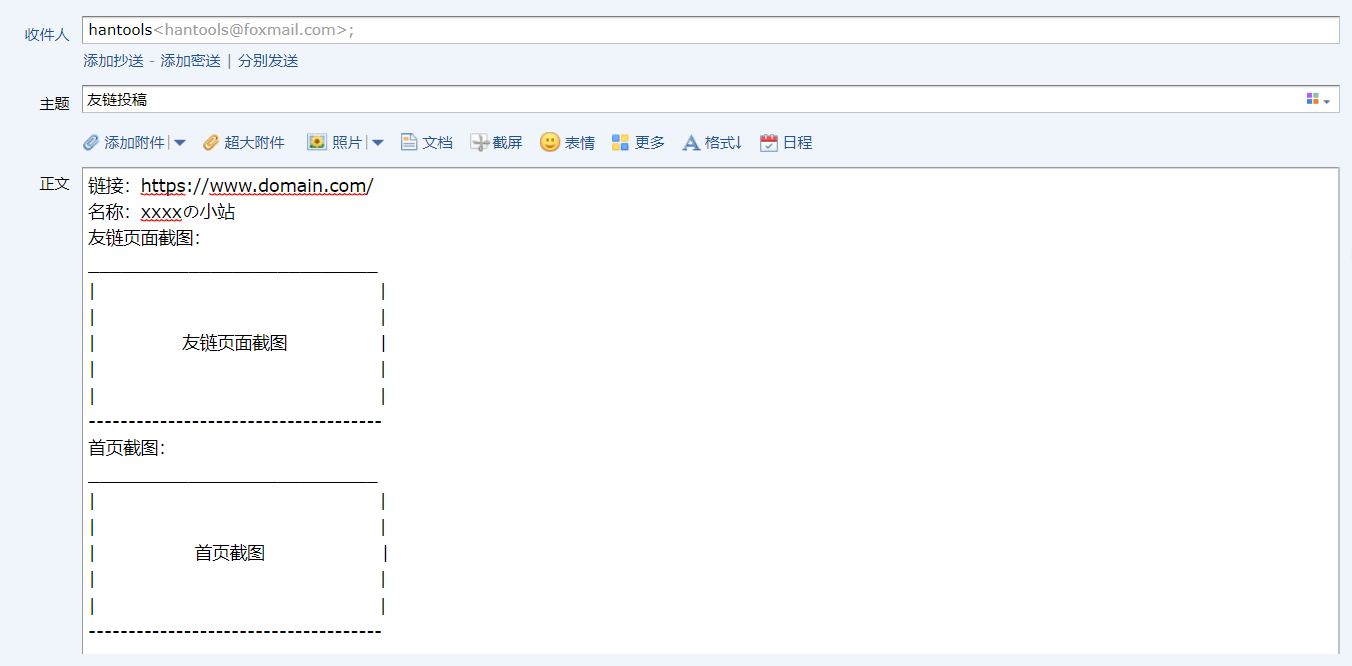 收件人 hantools<hantools@foxmail.com>;
添加抄送 - 添加密送 | 分别发送
主题 友链投稿
添加附件 | 超大附件 照片 | 文档 截屏 表情 更多 格式↓ 日程
正文 链接：https://www.domain.com/
名称：xxxxの小站
友链页面截图：
____________________________
| |
| |
| 友链页面截图 |
| |
| |
-------------------------------------
首页截图：
____________________________
| |
| |
| 首页截图 |
| |
| |
-------------------------------------